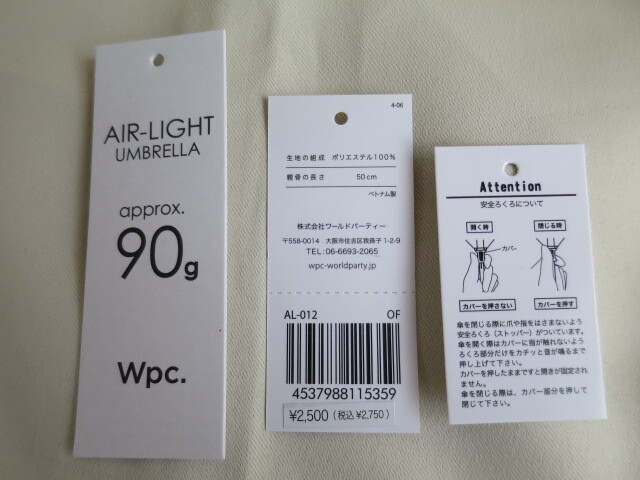 AIR-LIGHT
UMBRELLA
approx.
90g
Wpc.
4-06
生地の組成 ポリエステル100%
親骨の長さ 50cm
ベトナム製
株式会社ワールドパーティー
〒558-0014 大阪市住吉区我孫子1-2-9
TEL:06-6693-2065
wpc-worldparty.jp
AL-012 OF
4537988115359
¥2,500(税込¥2,750)
Attention
安全ろくろについて
開く時 閉じる時
カバー
カバーを押さない カバーを押す
傘を閉じる際に爪や指をはさまないよう
安全ろくろ(ストッパー)がついています。
傘を開く際はカバーに指が触れないよう
ろくろ部分だけをカチッと音が鳴るまで
押し上げて下さい。
カバーを押したままですと開きが固定され
ません。
傘を閉じる際は、カバー部分を押して
閉じて下さい。